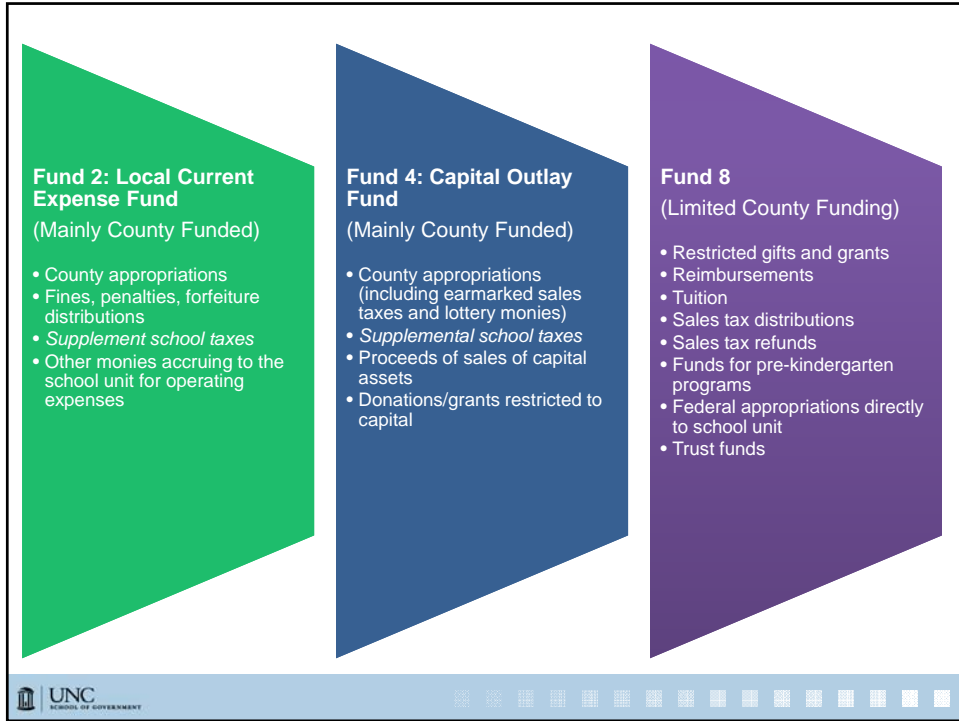 Fund 2: Local Current
Expense Fund
(Mainly County Funded)
• County appropriations
• Fines, penalties, forfeiture
distributions
• Supplement school taxes
• Other monies accruing to the
school unit for operating
expenses
Fund 4: Capital Outlay
Fund
(Mainly County Funded)
• County appropriations
(including earmarked sales
taxes and lottery monies)
• Supplemental school taxes
• Proceeds of sales of capital
assets
• Donations/grants restricted to
capital
Fund 8
(Limited County Funding)
• Restricted gifts and grants
• Reimbursements
• Tuition
• Sales tax distributions
• Sales tax refunds
• Funds for pre-kindergarten
programs
• Federal appropriations directly
to school unit
• Trust funds
UNC
SCHOOL OF GOVERNMENT